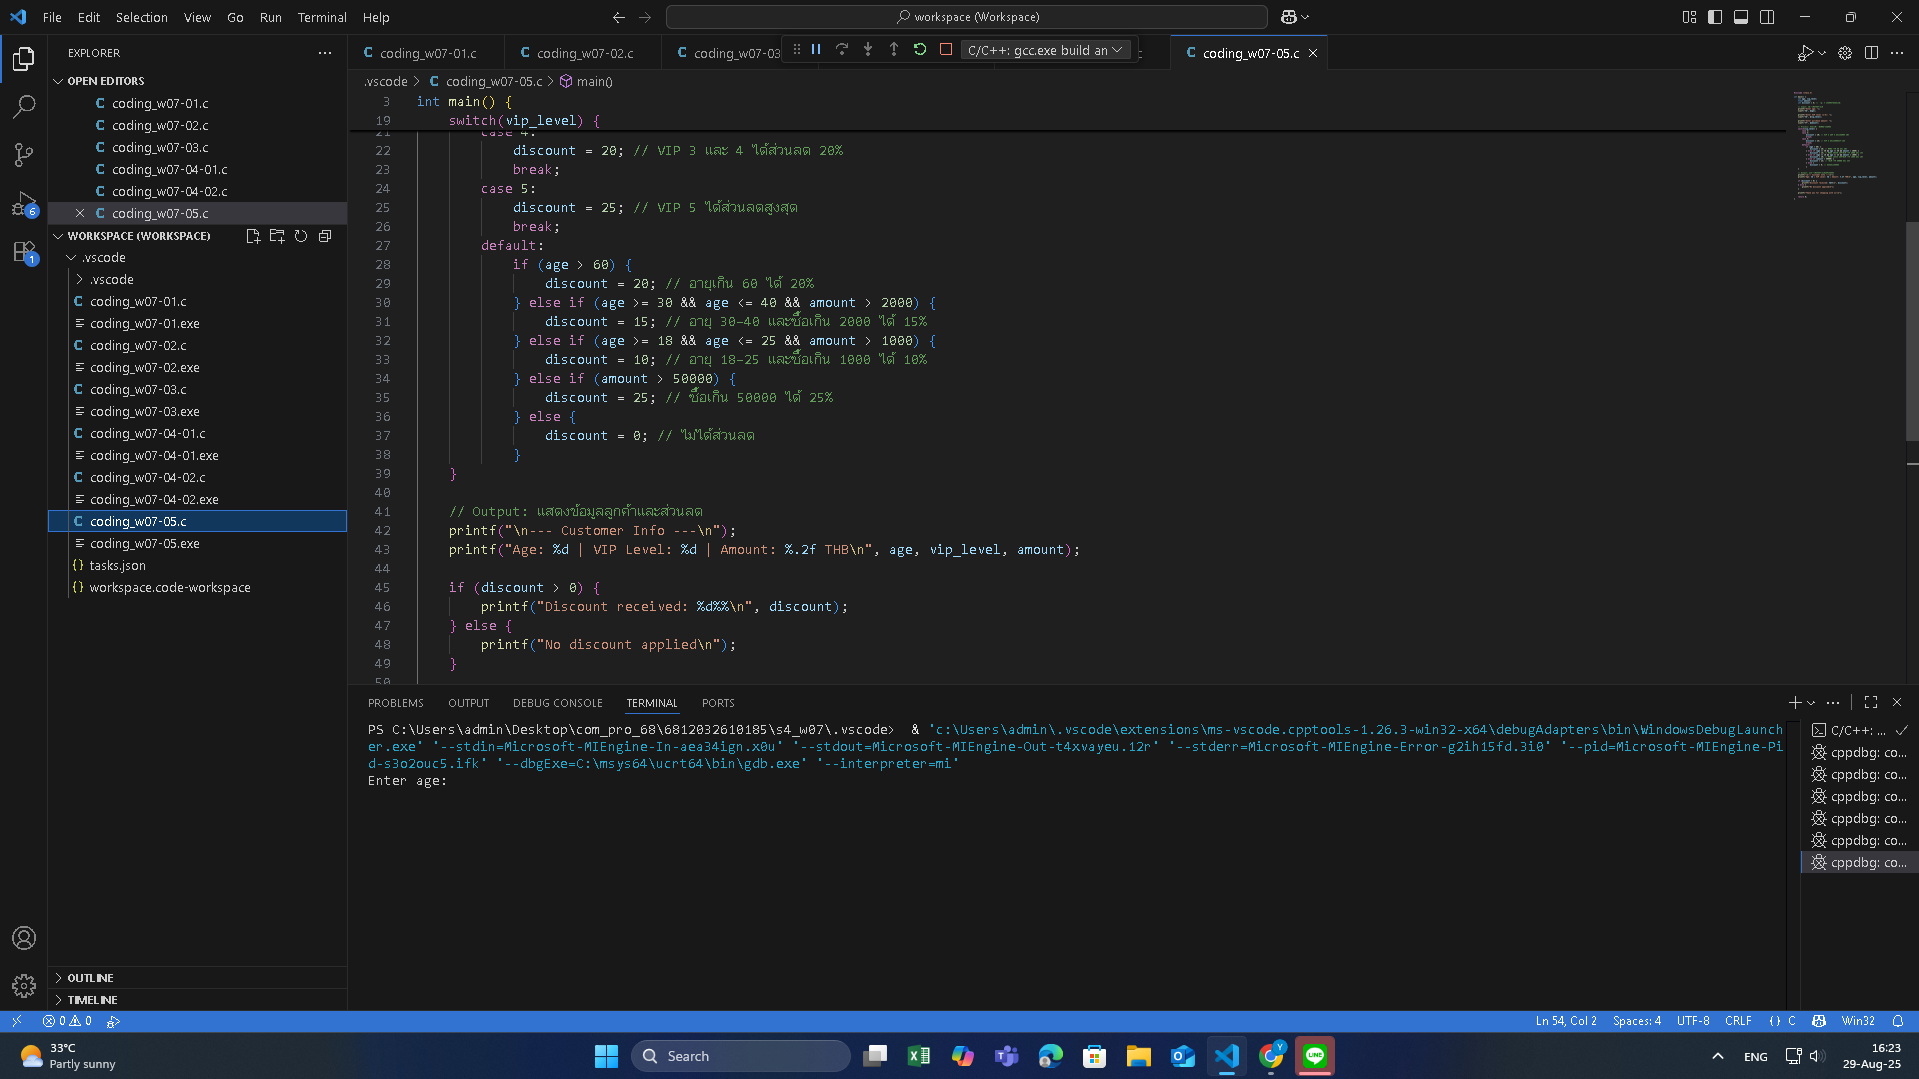 File Edit Selection View Go Run Terminal Help
workspace (Workspace)
EXPLORER
OPEN EDITORS
coding_w07-01.c
coding_w07-02.c
coding_w07-03.c
coding_w07-04-01.c
coding_w07-04-02.c
coding_w07-05.c
WORKSPACE (WORKSPACE)
.vscode
.vscode
coding_w07-01.c
coding_w07-01.exe
coding_w07-02.c
coding_w07-02.exe
coding_w07-03.c
coding_w07-03.exe
coding_w07-04-01.c
coding_w07-04-01.exe
coding_w07-04-02.c
coding_w07-04-02.exe
coding_w07-05.c
coding_w07-05.exe
tasks.json
workspace.code-workspace
OUTLINE
TIMELINE
6
1
coding_w07-01.c coding_w07-02.c coding_w07-03 C/C++: gcc.exe build an coding_w07-05.c
.vscode > coding_w07-05.c > main()
3 int main() {
19 switch(vip_level) {
21 case 4:
22 discount = 20; // VIP 3 และ 4 ได้ส่วนลด 20%
23 break;
24 case 5:
25 discount = 25; // VIP 5 ได้ส่วนลดสูงสุด
26 break;
27 default:
28 if (age > 60) {
29 discount = 20; // อายุเกิน 60 ได้ 20%
30 } else if (age >= 30 && age <= 40 && amount > 2000) {
31 discount = 15; // อายุ 30-40 และซื้อเกิน 2000 ได้ 15%
32 } else if (age >= 18 && age <= 25 && amount > 1000) {
33 discount = 10; // อายุ 18-25 และซื้อเกิน 1000 ได้ 10%
34 } else if (amount > 50000) {
35 discount = 25; // ซื้อเกิน 50000 ได้ 25%
36 } else {
37 discount = 0; // ไม่ได้ส่วนลด
38 }
39 }
40
41 // Output: แสดงข้อมูลลูกค้าและส่วนลด
42 printf("\n--- Customer Info ---\n");
43 printf("Age: %d | VIP Level: %d | Amount: %.2f THB\n", age, vip_level, amount);
44
45 if (discount > 0) {
46 printf("Discount received: %d%%\n", discount);
47 } else {
48 printf("No discount applied\n");
49 }
50
PROBLEMS OUTPUT DEBUG CONSOLE TERMINAL PORTS
PS C:\Users\admin\Desktop\com_pro_68\6812032610185\s4_w07\.vscode> & 'c:\Users\admin\.vscode\extensions\ms-vscode.cpptools-1.26.3-win32-x64\debugAdapters\bin\WindowsDebugLaunch
er.exe' '--stdin=Microsoft-MIEngine-In-aea34ign.x0u' '--stdout=Microsoft-MIEngine-Out-t4xvayeu.12r' '--stderr=Microsoft-MIEngine-Error-g2ih15fd.3i0' '--pid=Microsoft-MIEngine-Pi
d-s3o2ouc5.ifk' '--dbgExe=C:\msys64\ucrt64\bin\gdb.exe' '--interpreter=mi'
Enter age:
C/C++: ...
cppdbg: co...
cppdbg: co...
cppdbg: co...
cppdbg: co...
cppdbg: co...
cppdbg: co...
0 0 Ln 54, Col 2 Spaces: 4 UTF-8 CRLF {} C Win32
33°C
Partly sunny
Search
LINE
ENG
16:23
29-Aug-25